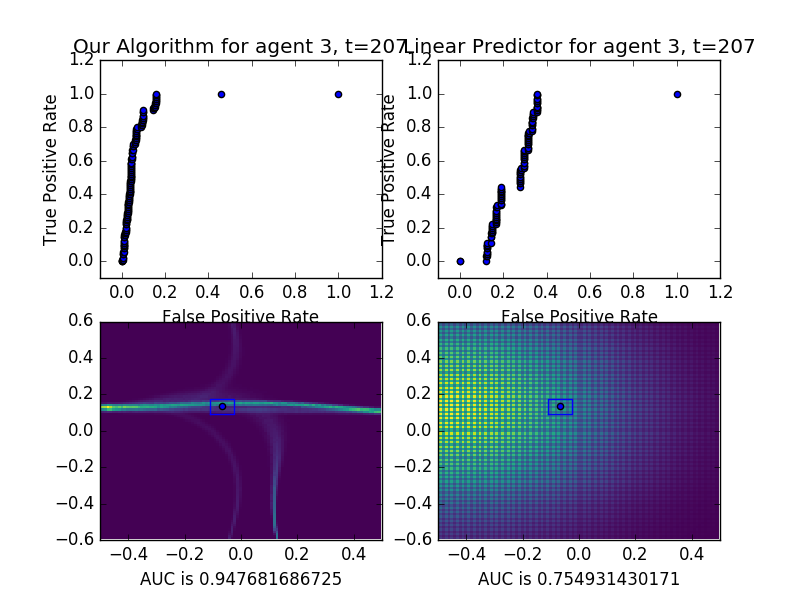 Our Algorithm for agent 3, t=207
Linear Predictor for agent 3, t=207
1.2
1.0
0.8
0.6
0.4
0.2
0.0
True Positive Rate
0.0 0.2 0.4 0.6 0.8 1.0 1.2
False Positive Rate
1.2
1.0
0.8
0.6
0.4
0.2
0.0
True Positive Rate
0.0 0.2 0.4 0.6 0.8 1.0 1.2
False Positive Rate
0.6
0.4
0.2
0.0
−0.2
−0.4
−0.6
−0.4 −0.2 0.0 0.2 0.4
AUC is 0.947681686725
0.6
0.4
0.2
0.0
−0.2
−0.4
−0.6
−0.4 −0.2 0.0 0.2 0.4
AUC is 0.754931430171